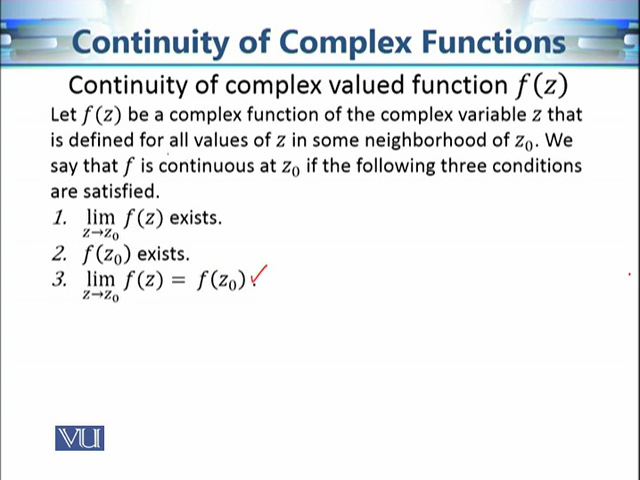 Continuity of Complex Functions
Continuity of complex valued function f(z)
Let f(z) be a complex function of the complex variable z that
is defined for all values of z in some neighborhood of z₀. We
say that f is continuous at z₀ if the following three conditions
are satisfied.
1. lim f(z) exists.
z→z₀
2. f(z₀) exists.
3. lim f(z) = f(z₀).
z→z₀
VU